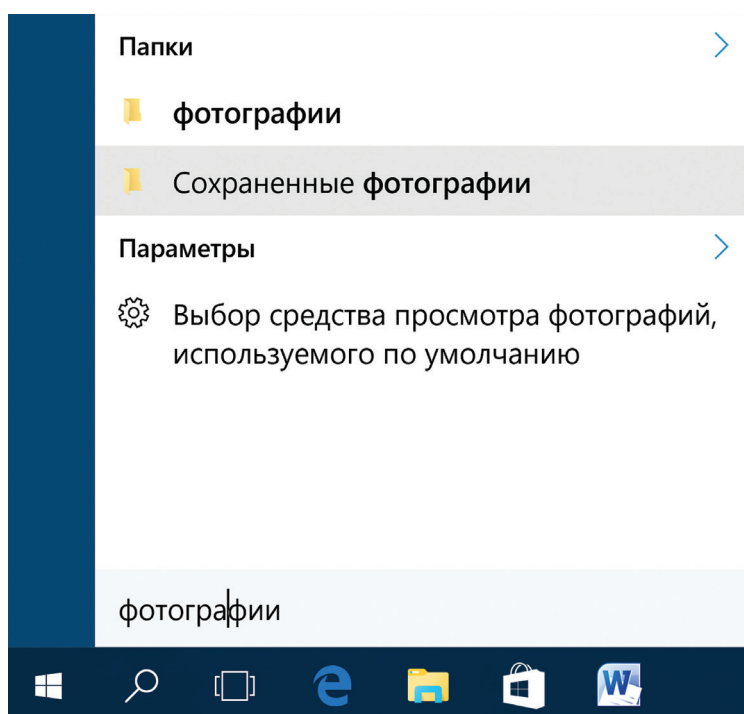 Папки
фотографии
Сохраненные фотографии
Параметры
Выбор средства просмотра фотографий,
используемого по умолчанию
фотографии
W